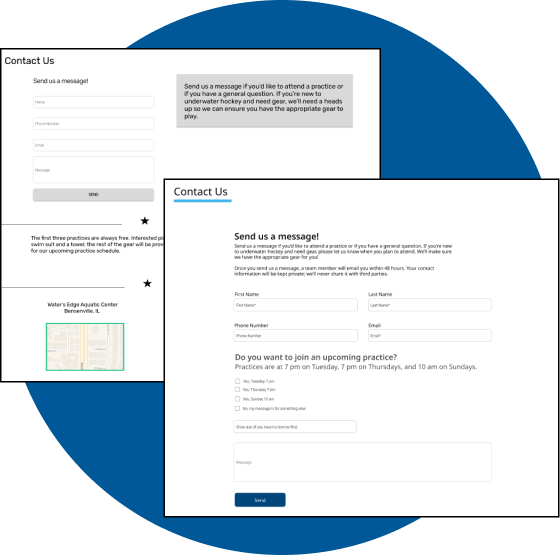 Contact Us
Send us a message!
Name
Phone Number
Email
Message
SEND
Send us a message if you'd like to attend a practice or
if you have a general question. If you're new to
underwater hockey and need gear, we'll need a heads
up so we can ensure you have the appropriate gear to
play.
The first three practices are always free. Interested
swim suit and a towel, the rest of the gear will be
for our upcoming practice schedule.
Water's Edge Aquatic Center
Bensenville, IL
Contact Us
Send us a message!
Send us a message if you'd like to attend a practice or if you have a general question. If you're new
to underwater hockey and need gear, please let us know when you plan to attend. We'll make sure
we have the appropriate gear for you!
Once you send us a message, a team member will email you within 48 hours. Your contact
information will be kept private; we'll never share it with third parties.
First Name
Last Name
First Name*
Last Name*
Phone Number
Email
Phone Number
Email*
Do you want to join an upcoming practice?
Practices are at 7 pm on Tuesday, 7 pm on Thursdays, and 10 am on Sundays.
Yes, Tuesday 7 pm
Yes, Thursday 7 pm
Yes, Sunday 10 am
No, my message is for something else
Shoe size (if you need to borrow fins)
Message
Send